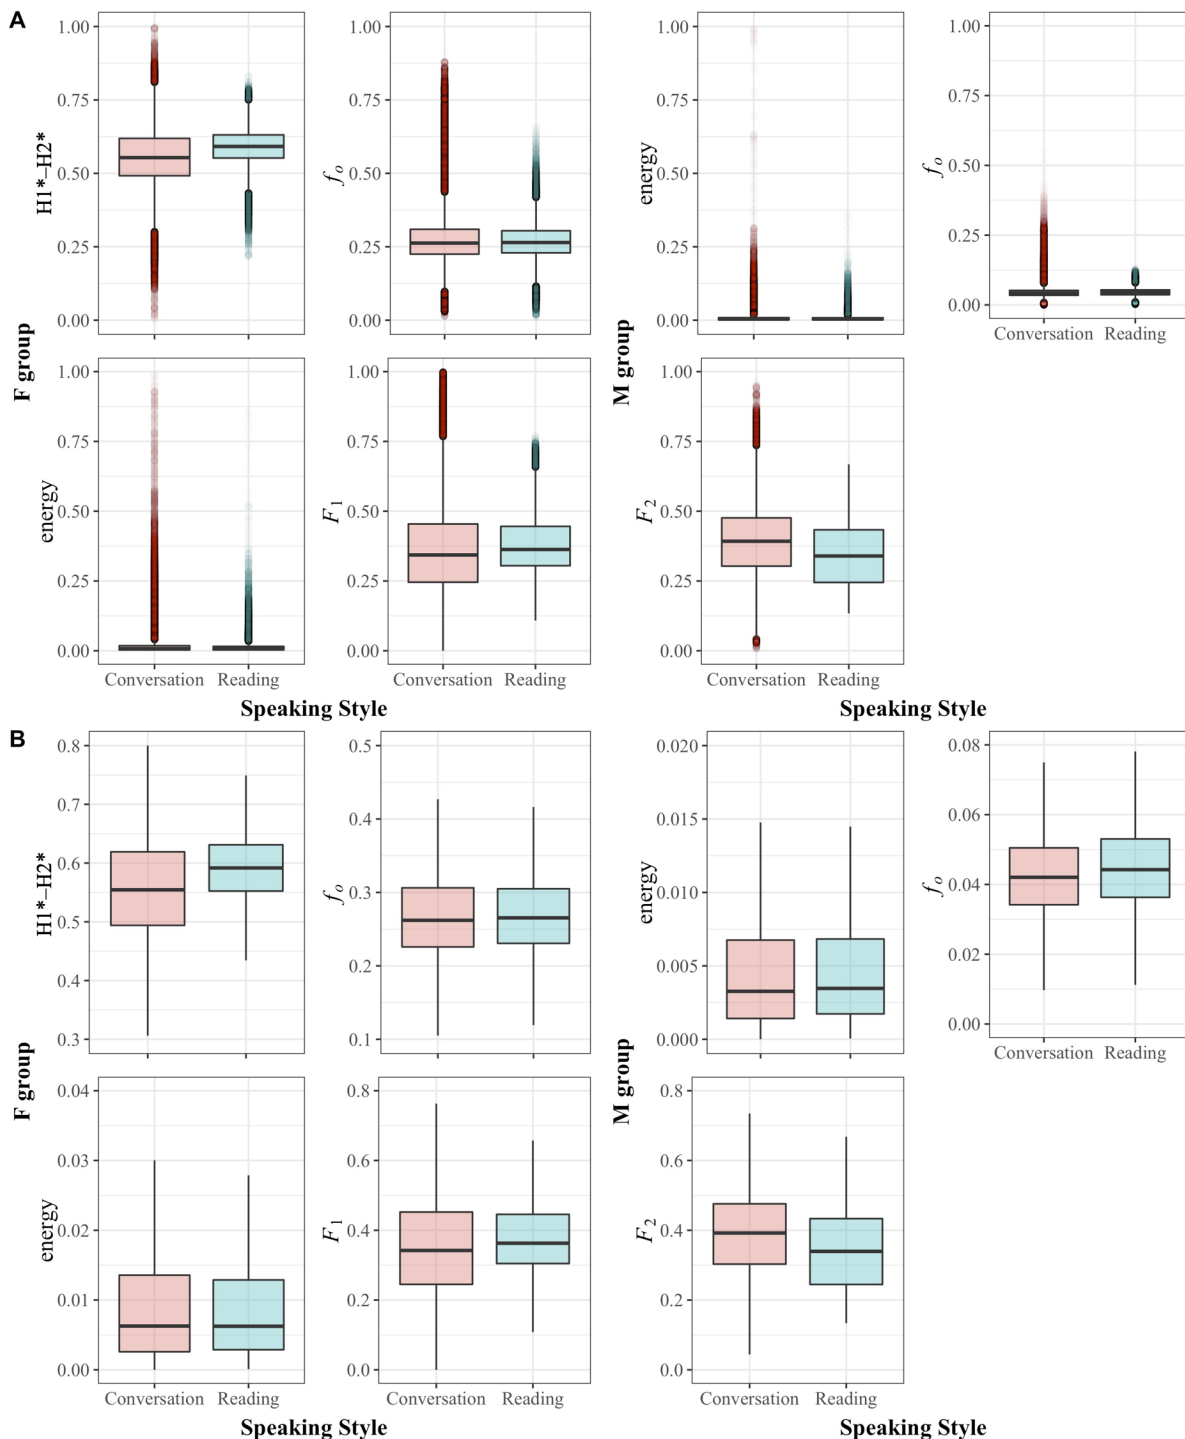 A
1.00
0.75
0.50
0.25
0.00
H1*–H2*
1.00
0.75
0.50
0.25
0.00
fo
1.00
0.75
0.50
0.25
0.00
energy
1.00
0.75
0.50
0.25
0.00
fo
Conversation Reading
F group
M group
1.00
0.75
0.50
0.25
0.00
energy
Conversation Reading
1.00
0.75
0.50
0.25
0.00
F1
Conversation Reading
1.00
0.75
0.50
0.25
0.00
F2
Conversation Reading
Speaking Style
Speaking Style
B
0.8
0.7
0.6
0.5
0.4
0.3
H1*–H2*
0.5
0.4
0.3
0.2
0.1
fo
0.020
0.015
0.010
0.005
0.000
energy
0.08
0.06
0.04
0.02
0.00
fo
Conversation Reading
F group
M group
0.04
0.03
0.02
0.01
0.00
energy
Conversation Reading
0.8
0.6
0.4
0.2
0.0
F1
Conversation Reading
0.8
0.6
0.4
0.2
0.0
F2
Conversation Reading
Speaking Style
Speaking Style